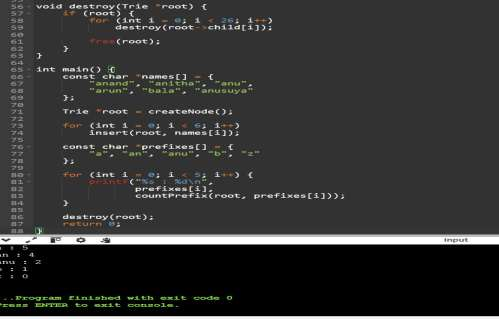 56 void destroy(Trie *root) {
57 if (root) {
58 for (int i = 0; i < 26; i++)
59 destroy(root->child[i]);
60
61 free(root);
62 }
63 }
64
65 int main() {
66 const char *names[] = {
67 "anand", "anitha", "anu",
68 "arun", "bala", "anusuya"
69 };
70
71 Trie *root = createNode();
72
73 for (int i = 0; i < 6; i++)
74 insert(root, names[i]);
75
76 const char *prefixes[] = {
77 "a", "an", "anu", "b", "z"
78 };
79
80 for (int i = 0; i < 5; i++) {
81 printf("%s : %d\n",
82 prefixes[i],
83 countPrefix(root, prefixes[i]));
84 }
85
86 destroy(root);
87 return 0;
88 }
input
: 5
an : 4
anu : 2
: 1
: 0
...Program finished with exit code 0
Press ENTER to exit console.